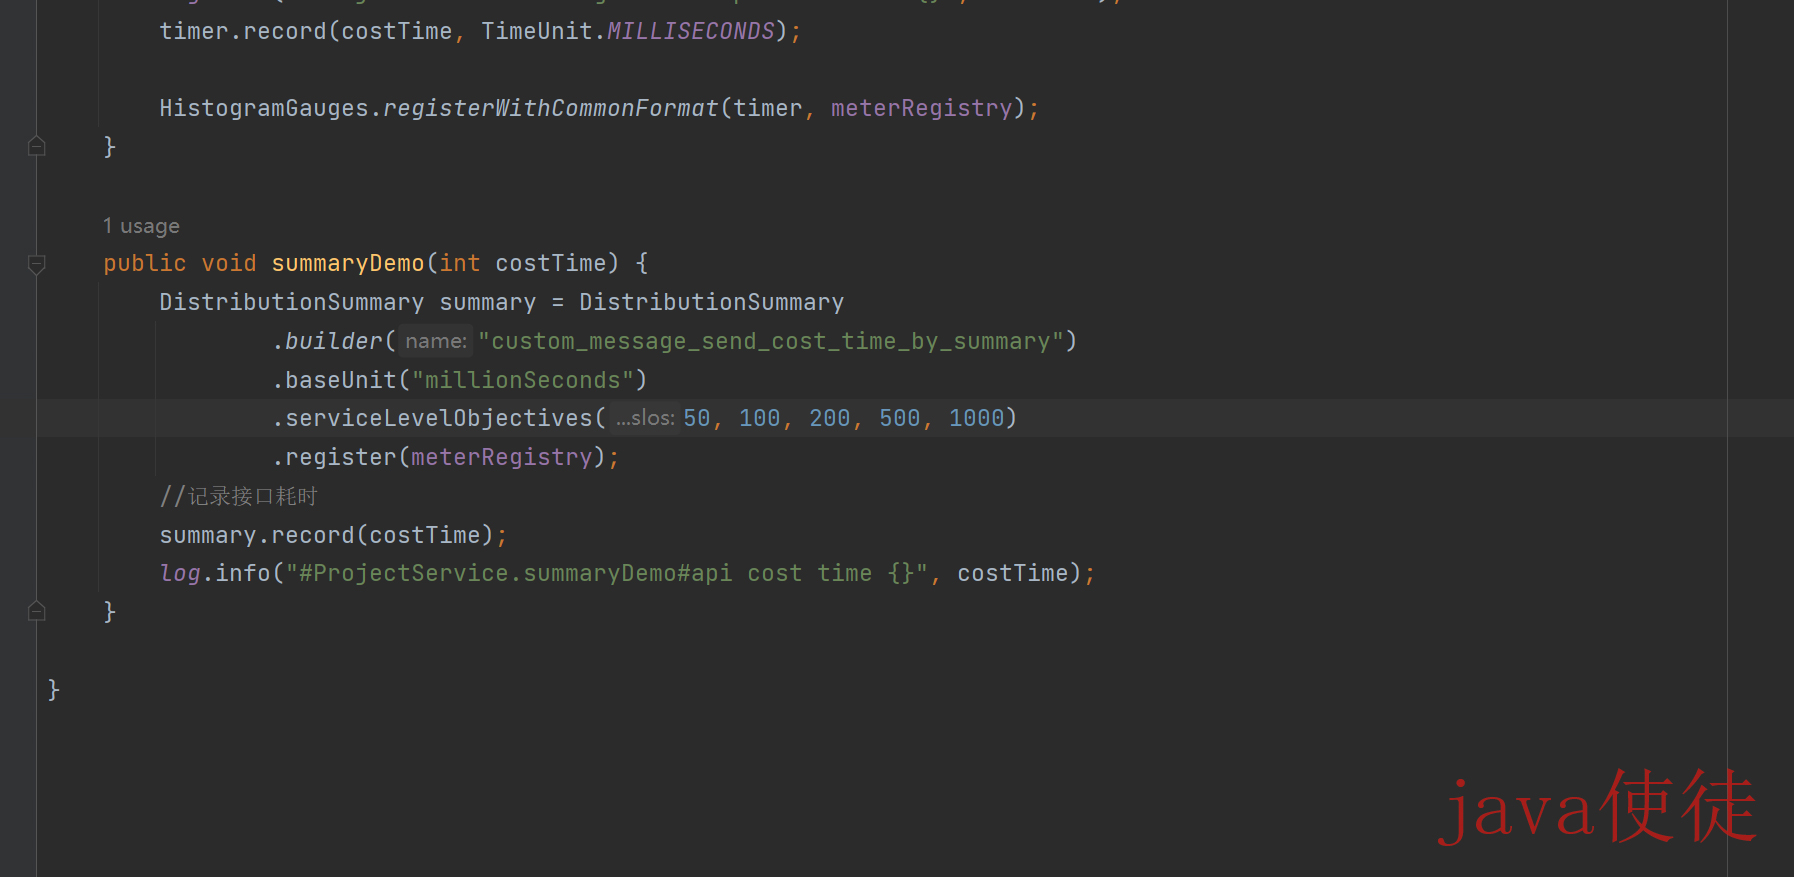 timer.record(costTime, TimeUnit.MILLISECONDS);
HistogramGauges.registerWithCommonFormat(timer, meterRegistry);
}
1 usage
public void summaryDemo(int costTime) {
DistributionSummary summary = DistributionSummary
.builder( name: "custom_message_send_cost_time_by_summary")
.baseUnit("millionSeconds")
.serviceLevelObjectives( ...slos: 50, 100, 200, 500, 1000)
.register(meterRegistry);
//记录接口耗时
summary.record(costTime);
log.info("#ProjectService.summaryDemo#api cost time {}", costTime);
}
}
java使徒